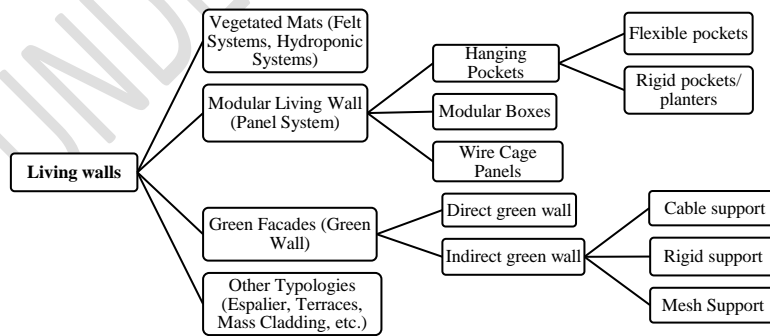 Living walls
Vegetated Mats (Felt
Systems, Hydroponic
Systems)
Modular Living Wall
(Panel System)
Hanging
Pockets
Flexible pockets
Rigid pockets/
planters
Modular Boxes
Wire Cage
Panels
Green Facades (Green
Wall)
Direct green wall
Indirect green wall
Cable support
Rigid support
Mesh Support
Other Typologies
(Espalier, Terraces,
Mass Cladding, etc.)